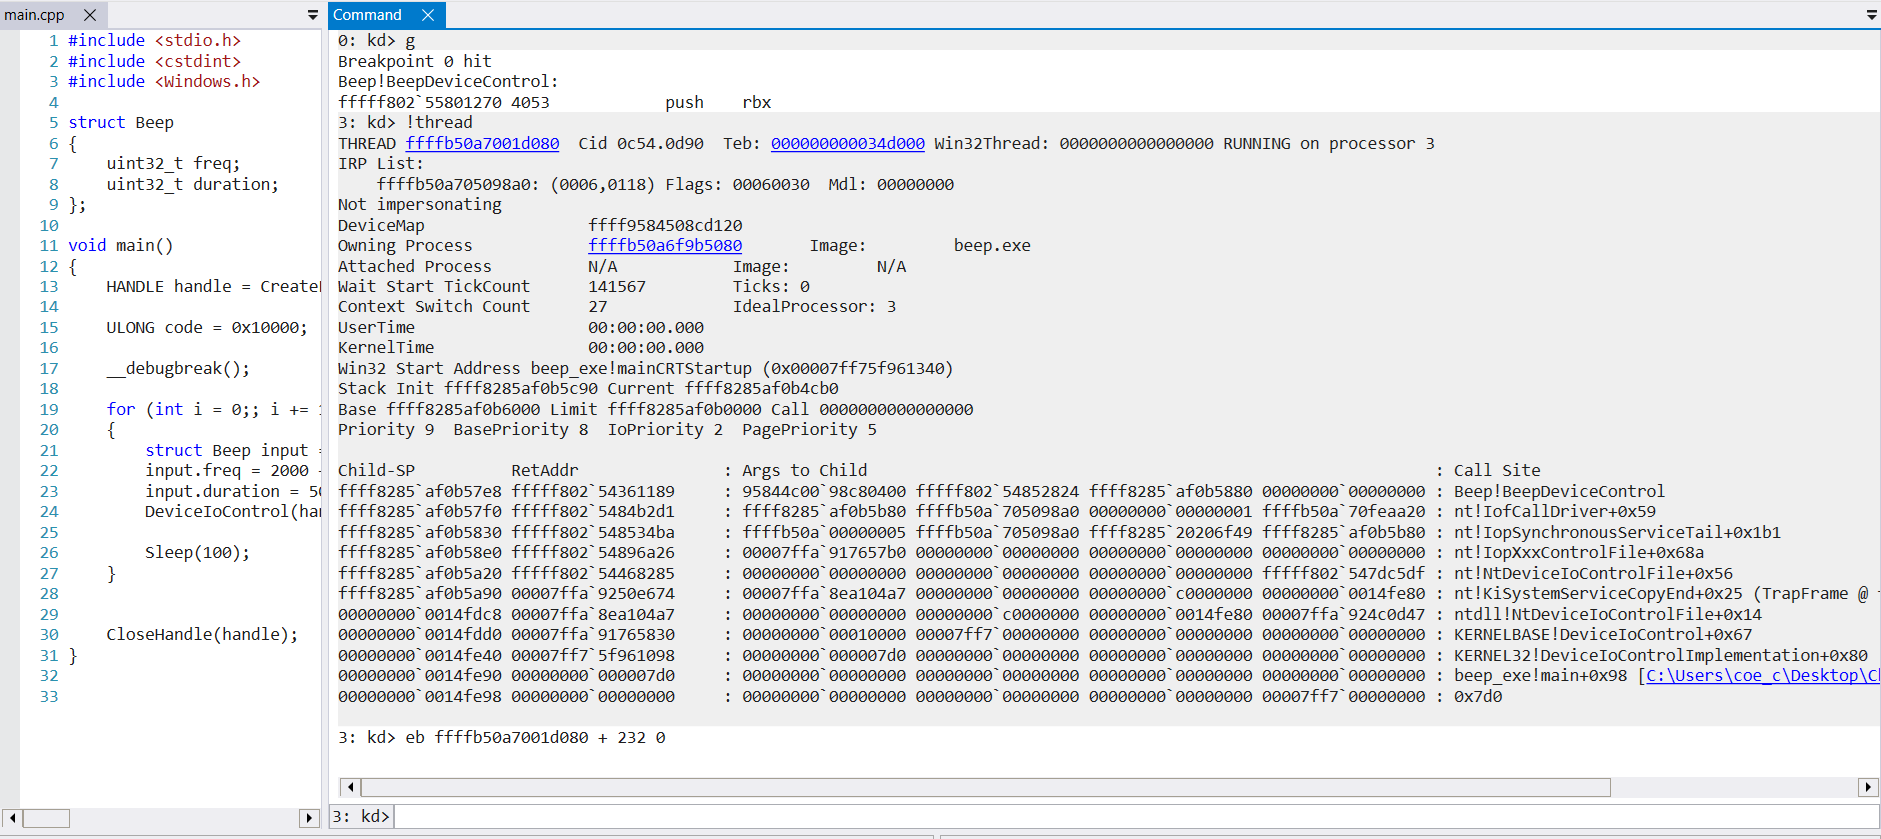 main.cpp
1 #include <stdio.h>
2 #include <cstdint>
3 #include <Windows.h>
4
5 struct Beep
6 {
7 uint32_t freq;
8 uint32_t duration;
9 };
10
11 void main()
12 {
13 HANDLE handle =
14
15 ULONG code = 0x10000;
16
17 __debugbreak();
18
19 for (int i = 0;; i +=
20 {
21 struct Beep input
22 input.freq = 2000
23 input.duration =
24
25
26 Sleep(100);
27 }
28
29
30 CloseHandle(handle);
31 }
32
33
Command
0: kd> g
Breakpoint 0 hit
Beep!BeepDeviceControl:
fffff802`55801270 4053 push rbx
3: kd> !thread
THREAD ffffb50a7001d080 Cid 0c54.0d90 Teb: 000000000034d000 Win32Thread: 0000000000000000 RUNNING on processor 3
IRP List:
ffffb50a705098a0: (0006,0118) Flags: 00060030 Mdl: 00000000
Not impersonating
DeviceMap ffff9584508cd120
Owning Process ffffb50a6f9b5080 Image: beep.exe
Attached Process N/A Image: N/A
Wait Start TickCount 141567 Ticks: 0
Context Switch Count 27 IdealProcessor: 3
UserTime 00:00:00.000
KernelTime 00:00:00.000
Win32 Start Address beep_exe!mainCRTStartup (0x00007ff75f961340)
Stack Init ffff8285af0b5c90 Current ffff8285af0b4cb0
Base ffff8285af0b6000 Limit ffff8285af0b0000 Call 0000000000000000
Priority 9 BasePriority 8 IoPriority 2 PagePriority 5
Child-SP RetAddr : Args to Child : Call Site
ffff8285`af0b57e8 fffff802`54361189 : 95844c00`98c80400 fffff802`54852824 ffff8285`af0b5880 00000000`00000000 : Beep!BeepDeviceControl
ffff8285`af0b57f0 fffff802`5484b2d1 : ffff8285`af0b5b80 ffffb50a`705098a0 00000000`00000001 ffffb50a`70feaa20 : nt!IofCallDriver+0x59
ffff8285`af0b5830 fffff802`548534ba : ffffb50a`00000005 ffffb50a`705098a0 ffff8285`20206f49 ffff8285`af0b5b80 : nt!IopSynchronousServiceTail+0x1b1
ffff8285`af0b58e0 fffff802`54896a26 : 00007ffa`917657b0 00000000`00000000 00000000`00000000 00000000`00000000 : nt!IopXxxControlFile+0x68a
ffff8285`af0b5a20 fffff802`54468285 : 00000000`00000000 00000000`00000000 00000000`00000000 fffff802`547dc5df : nt!NtDeviceIoControlFile+0x56
ffff8285`af0b5a90 00007ffa`9250e674 : 00007ffa`8ea104a7 00000000`00000000 00000000`c0000000 00000000`0014fe80 : nt!KiSystemServiceCopyEnd+0x25 (TrapFrame @
00000000`0014fdc8 00007ffa`8ea104a7 : 00000000`00000000 00000000`c0000000 00000000`0014fe80 00007ffa`924c0d47 : ntdll!NtDeviceIoControlFile+0x14
00000000`0014fdd0 00007ffa`91765830 : 00000000`00010000 00007ff7`00000000 00000000`00000000 00000000`00000000 : KERNELBASE!DeviceIoControl+0x67
00000000`0014fe40 00007ff7`5f961098 : 00000000`000007d0 00000000`00000000 00000000`00000000 00000000`00000000 : KERNEL32!DeviceIoControlImplementation+0x80
00000000`0014fe90 00000000`000007d0 : 00000000`00000000 00000000`00000000 00000000`00000000 00000000`00000000 : beep_exe!main+0x98 [C:\Users\coe_c\Desktop\
00000000`0014fe98 00000000`00000000 : 00000000`00000000 00000000`00000000 00000000`00000000 00007ff7`00000000 : 0x7d0
3: kd> eb ffffb50a7001d080 + 232 0
3: kd>